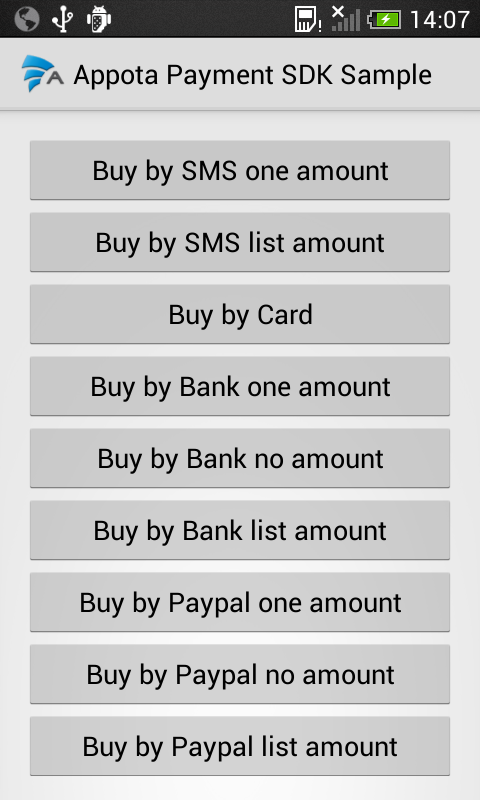 14:07
A Appota Payment SDK Sample
Buy by SMS one amount
Buy by SMS list amount
Buy by Card
Buy by Bank one amount
Buy by Bank no amount
Buy by Bank list amount
Buy by Paypal one amount
Buy by Paypal no amount
Buy by Paypal list amount